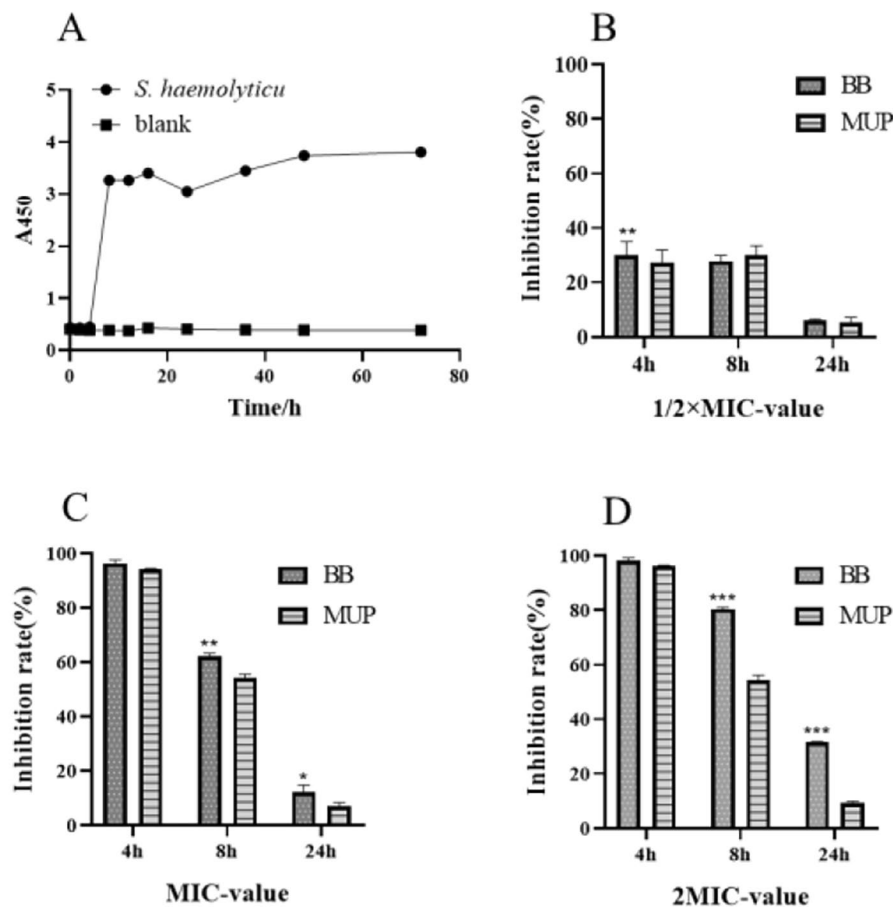 A
S. haemolyticu
blank
5
4
3
2
1
0
A450
0
20
40
60
80
Time/h
B
100
80
60
40
20
0
Inhibition rate(%)
BB
MUP
**
4h
8h
24h
1/2×MIC-value
C
100
80
60
40
20
0
Inhibition rate(%)
BB
MUP
**
*
4h
8h
24h
MIC-value
D
100
80
60
40
20
0
Inhibition rate(%)
BB
MUP
***
***
4h
8h
24h
2MIC-value